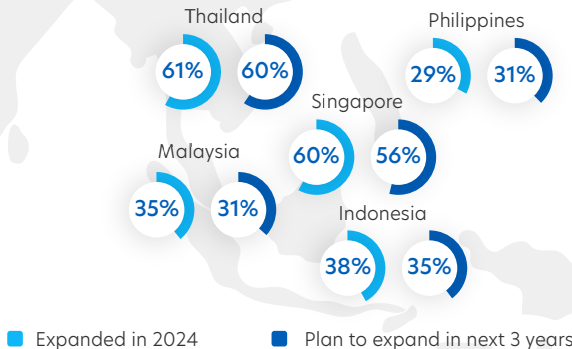 Thailand
61% 60%
Philippines
29% 31%
Singapore
60% 56%
Malaysia
35% 31%
Indonesia
38% 35%
Expanded in 2024
Plan to expand in next 3 years